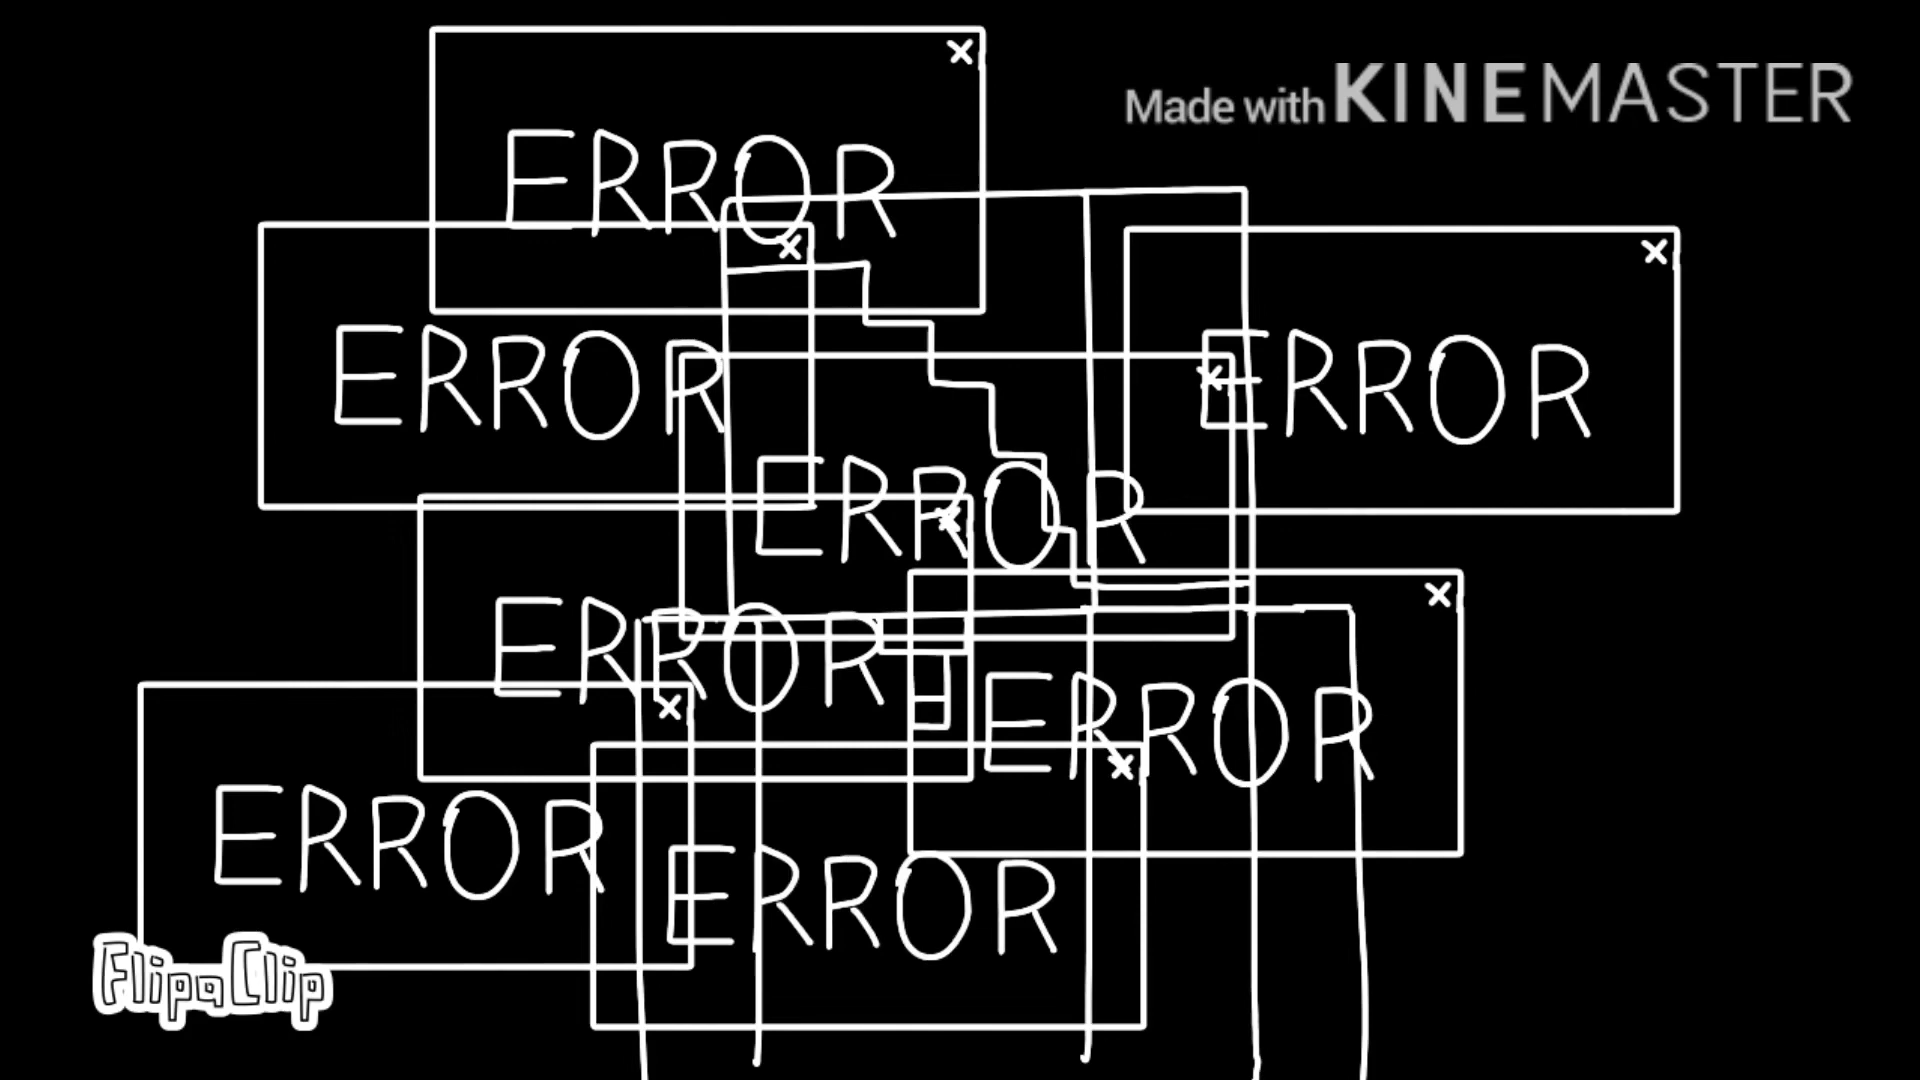 ×
ERROR
Made with KINEMASTER
×
ERROR
×
ERROR
×
ERROR
×
ERROR
×
ERROR
×
ERROR
×
ERROR
FlipaClip